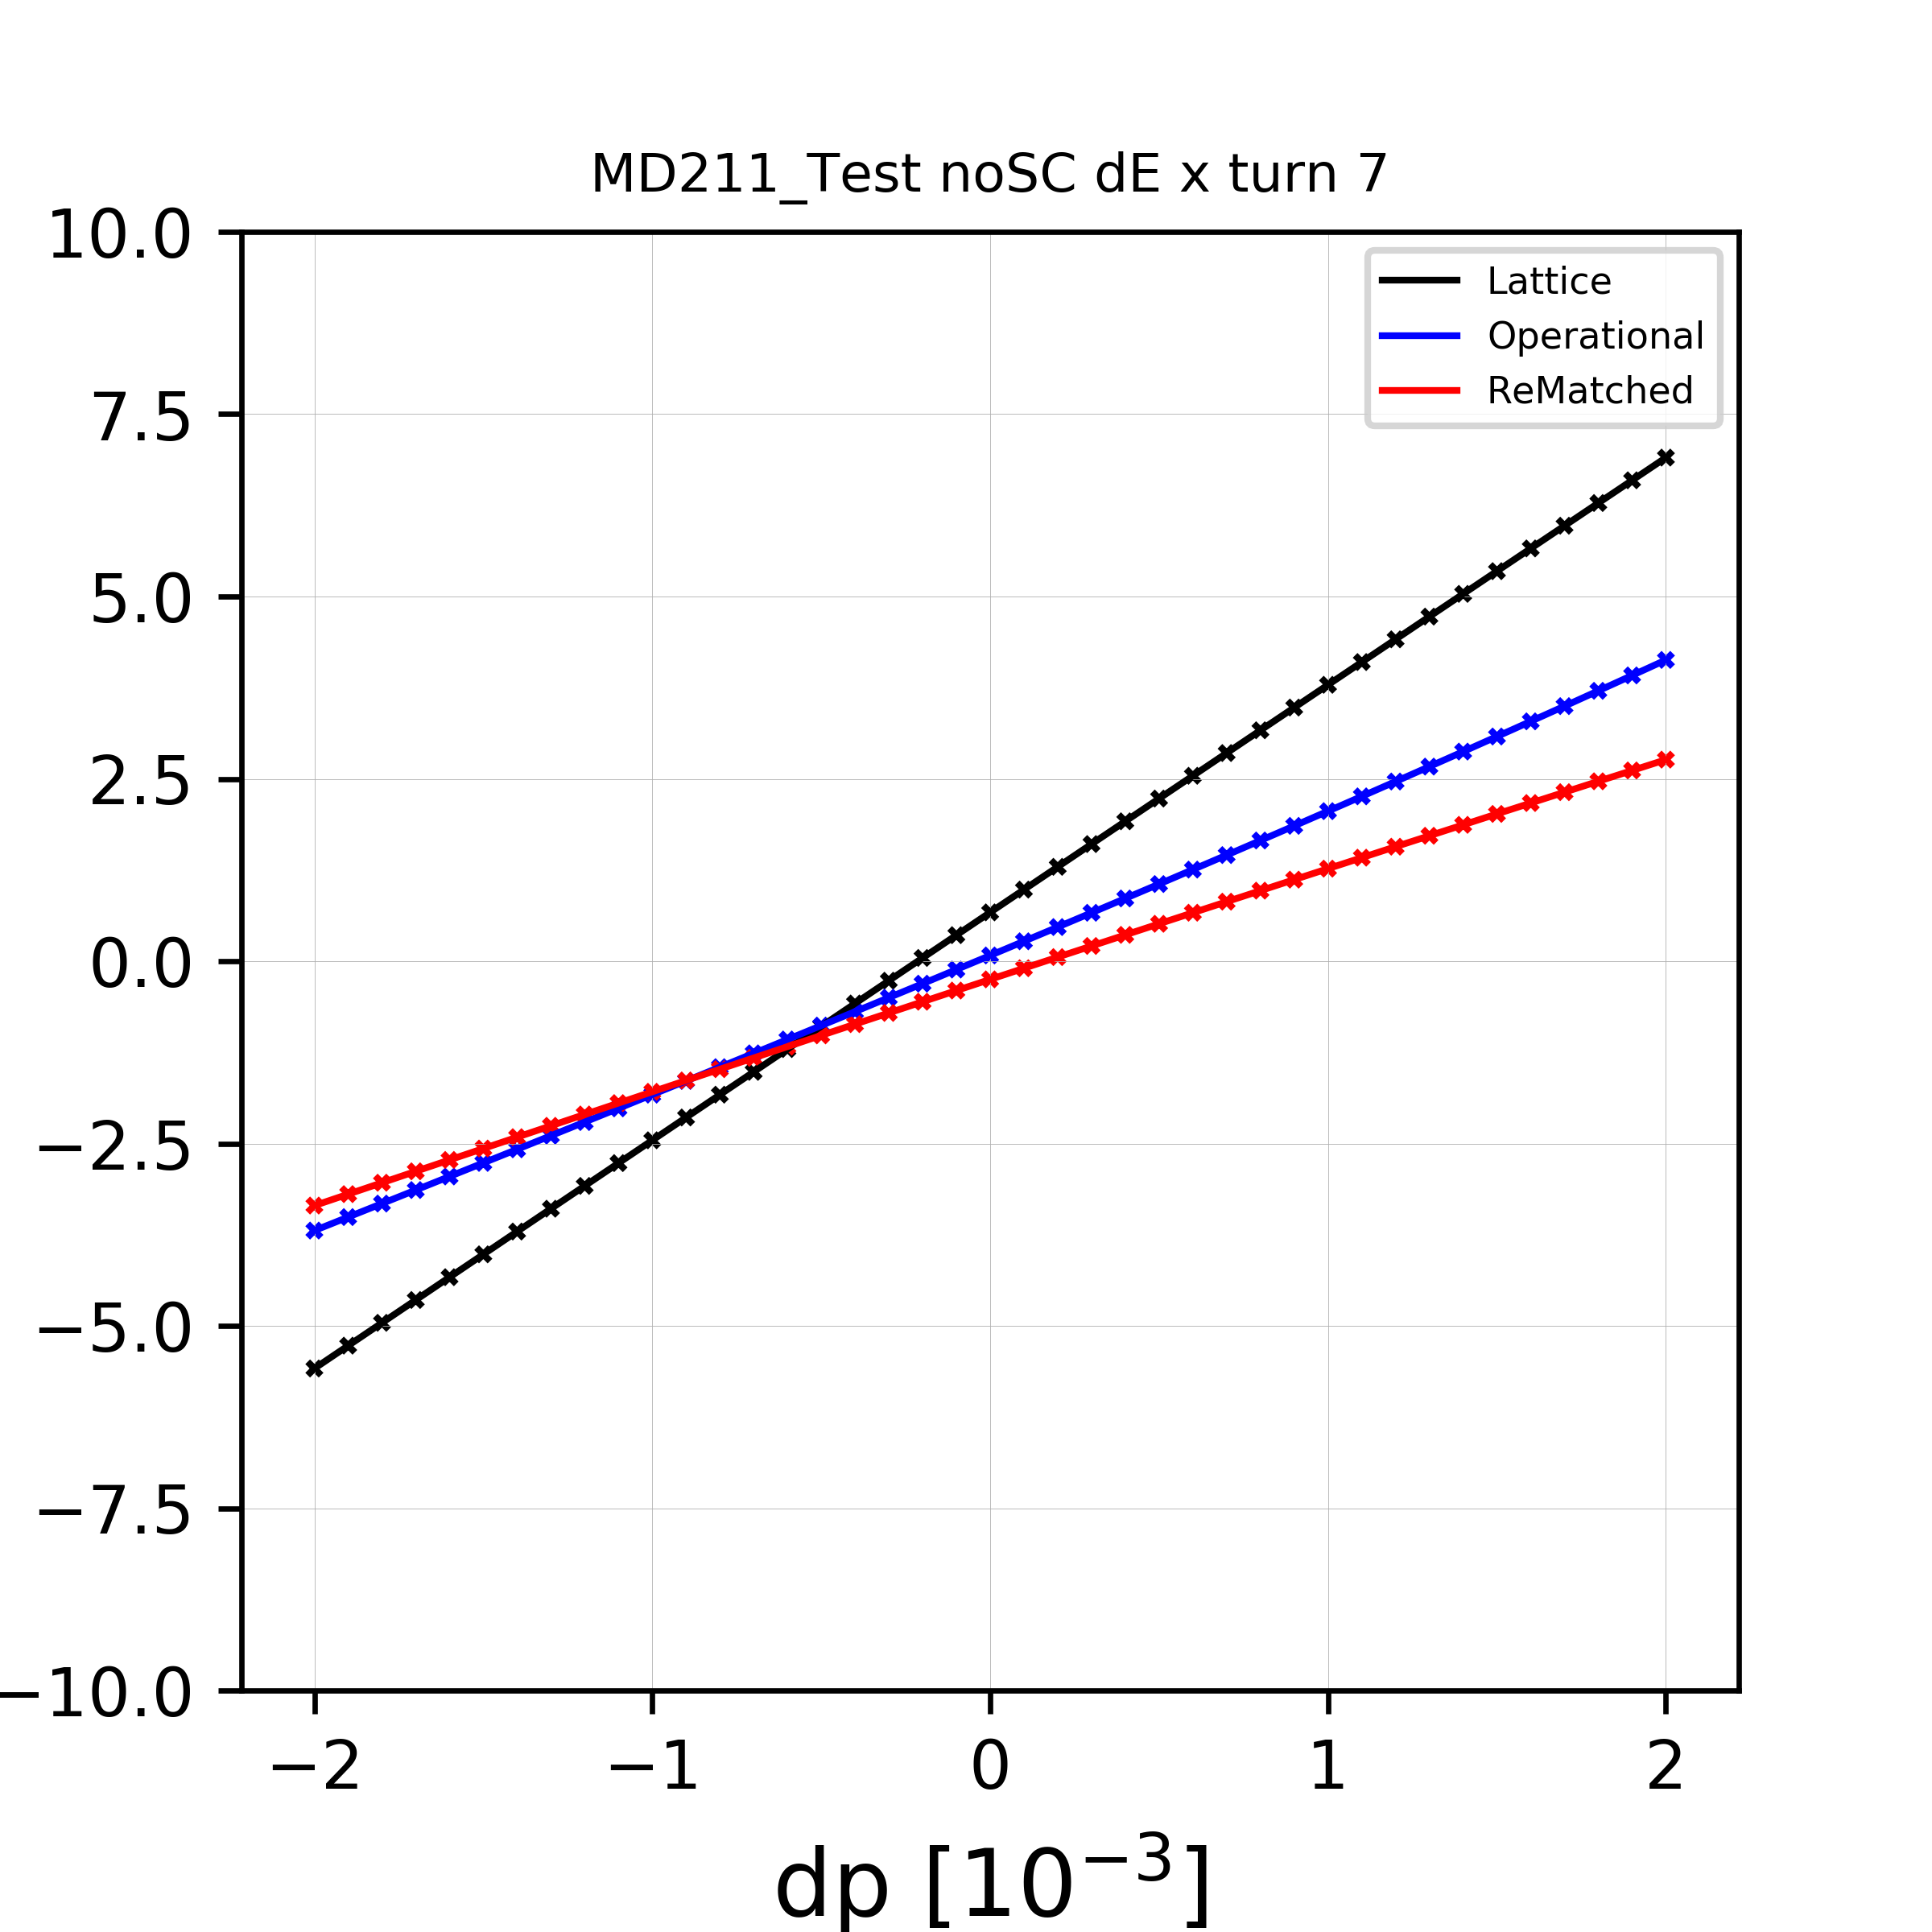 MD211_Test noSC dE x turn 7
10.0
7.5
5.0
2.5
0.0
−2.5
−5.0
−7.5
−10.0
Lattice
Operational
ReMatched
−2 −1 0 1 2
dp [10⁻³]